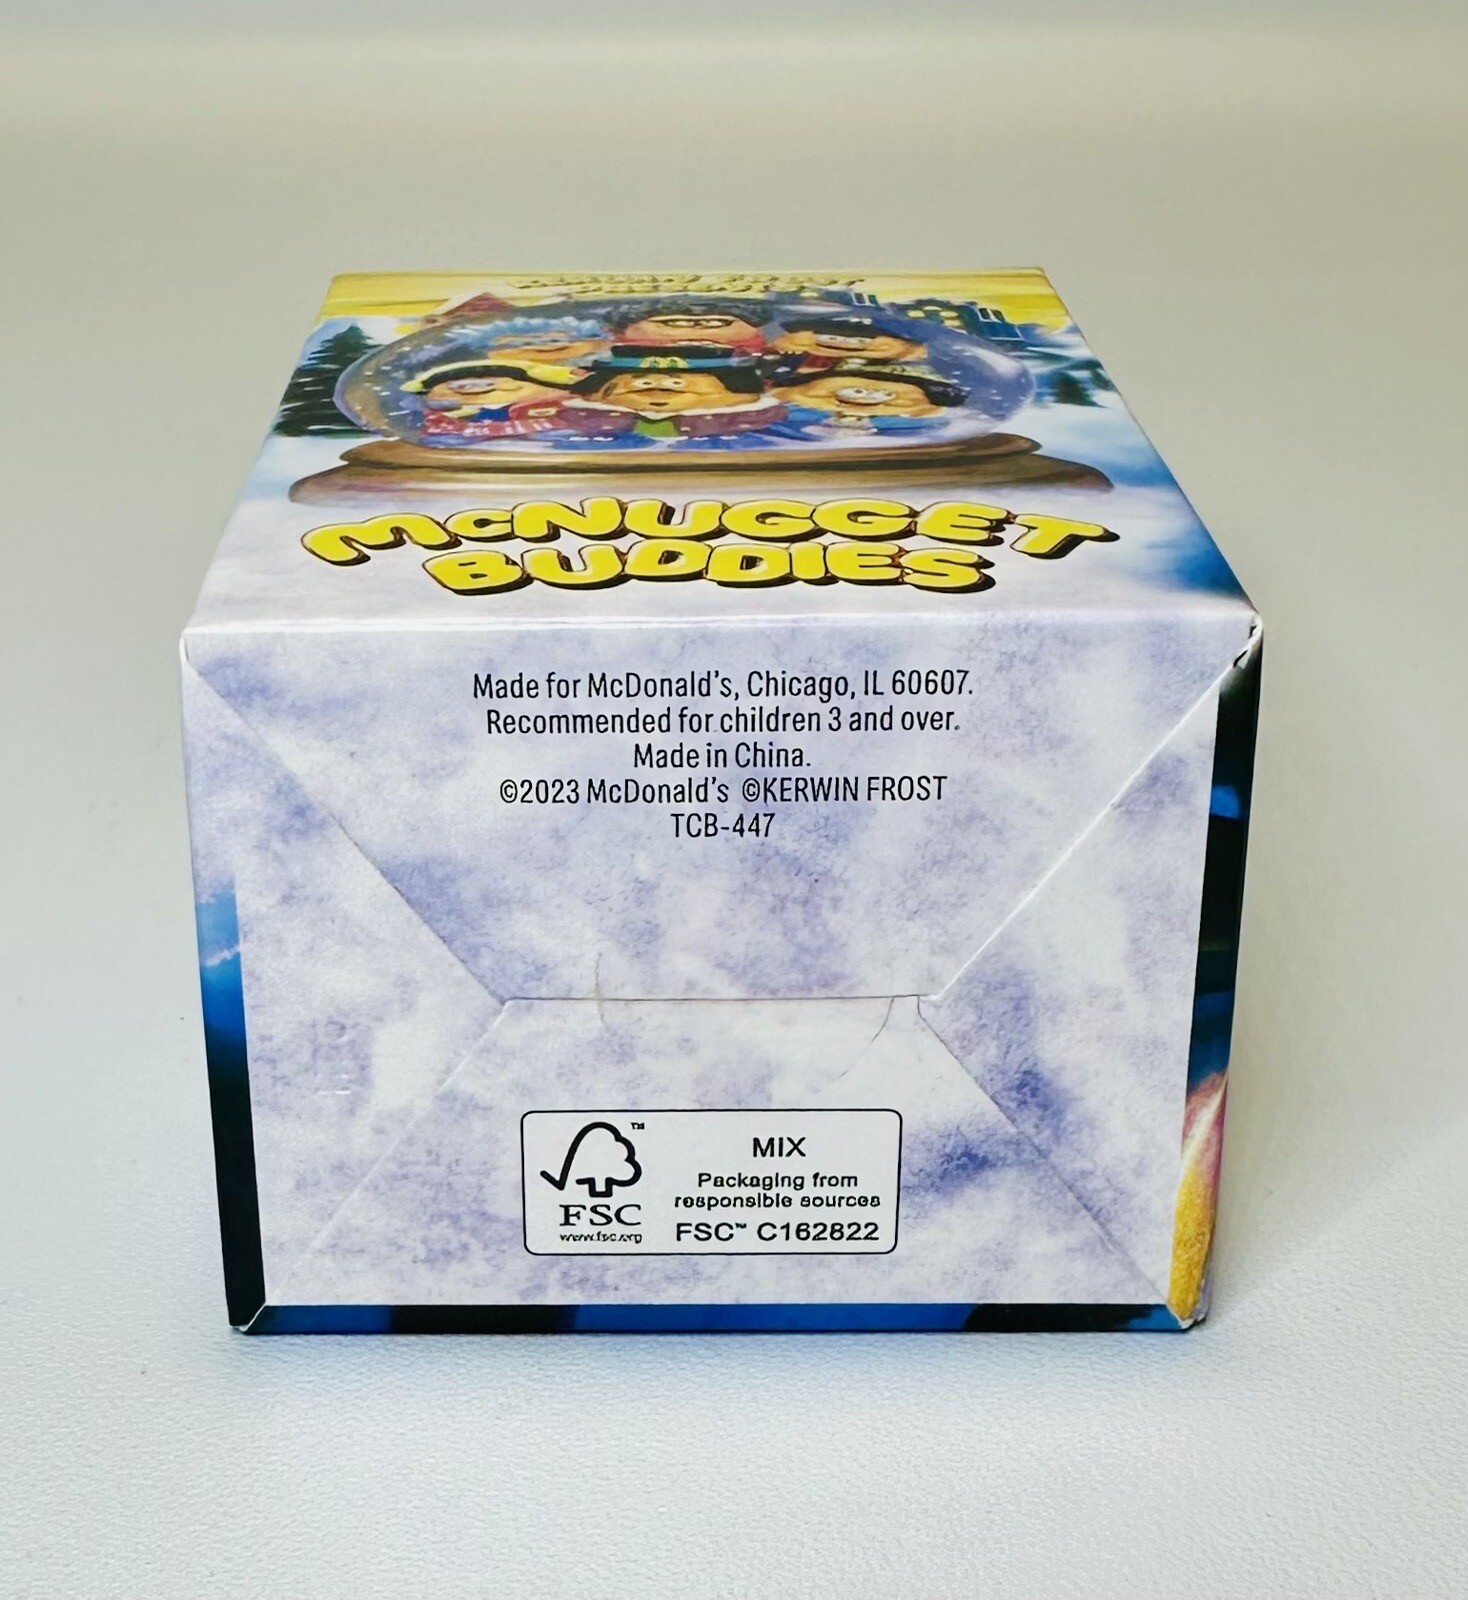 McNUGGET
BUDDIES
Made for McDonald's, Chicago, IL 60607.
Recommended for children 3 and over.
Made in China.
©2023 McDonald's ©KERWIN FROST
TCB-447
FSC
www.fsc.org
MIX
Packaging from
responsible sources
FSC™ C162822